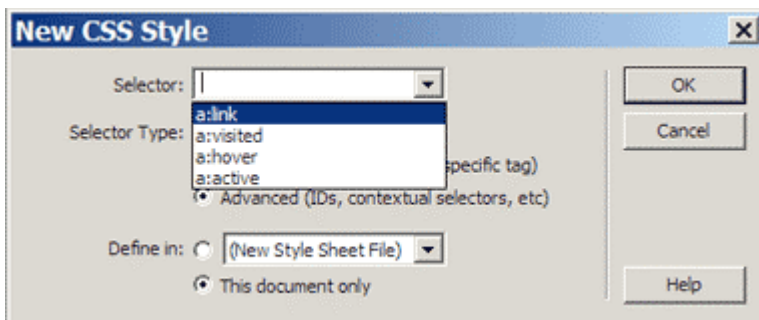 New CSS Style
Selector:
OK
a:link
Selector Type:
a:visited
Cancel
a:hover
specific tag)
a:active
Advanced (IDs, contextual selectors, etc)
Define in:
(New Style Sheet File)
This document only
Help